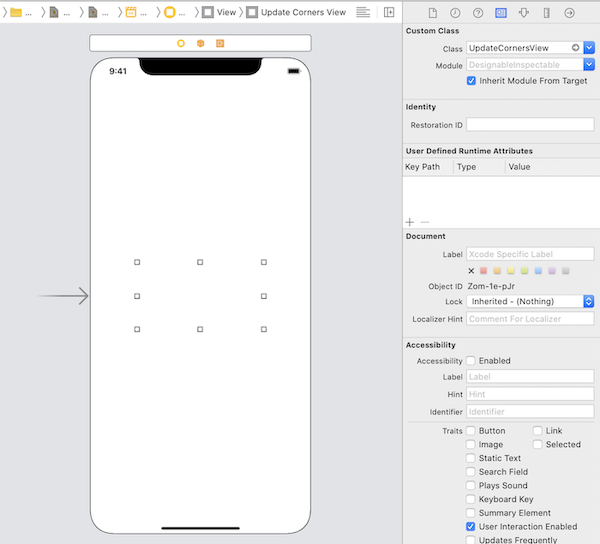 ... ... ... View Update Corners View
9:41
Custom Class
Class UpdateCornersView
Module DesignableInspectable
Inherit Module From Target
Identity
Restoration ID
User Defined Runtime Attributes
Key Path Type Value
Document
Label Xcode Specific Label
Object ID Zom-1e-pJr
Lock Inherited - (Nothing)
Localizer Hint Comment For Localizer
Accessibility
Accessibility Enabled
Label Label
Hint Hint
Identifier Identifier
Traits Button Link
Image Selected
Static Text
Search Field
Plays Sound
Keyboard Key
Summary Element
User Interaction Enabled
Updates Frequently